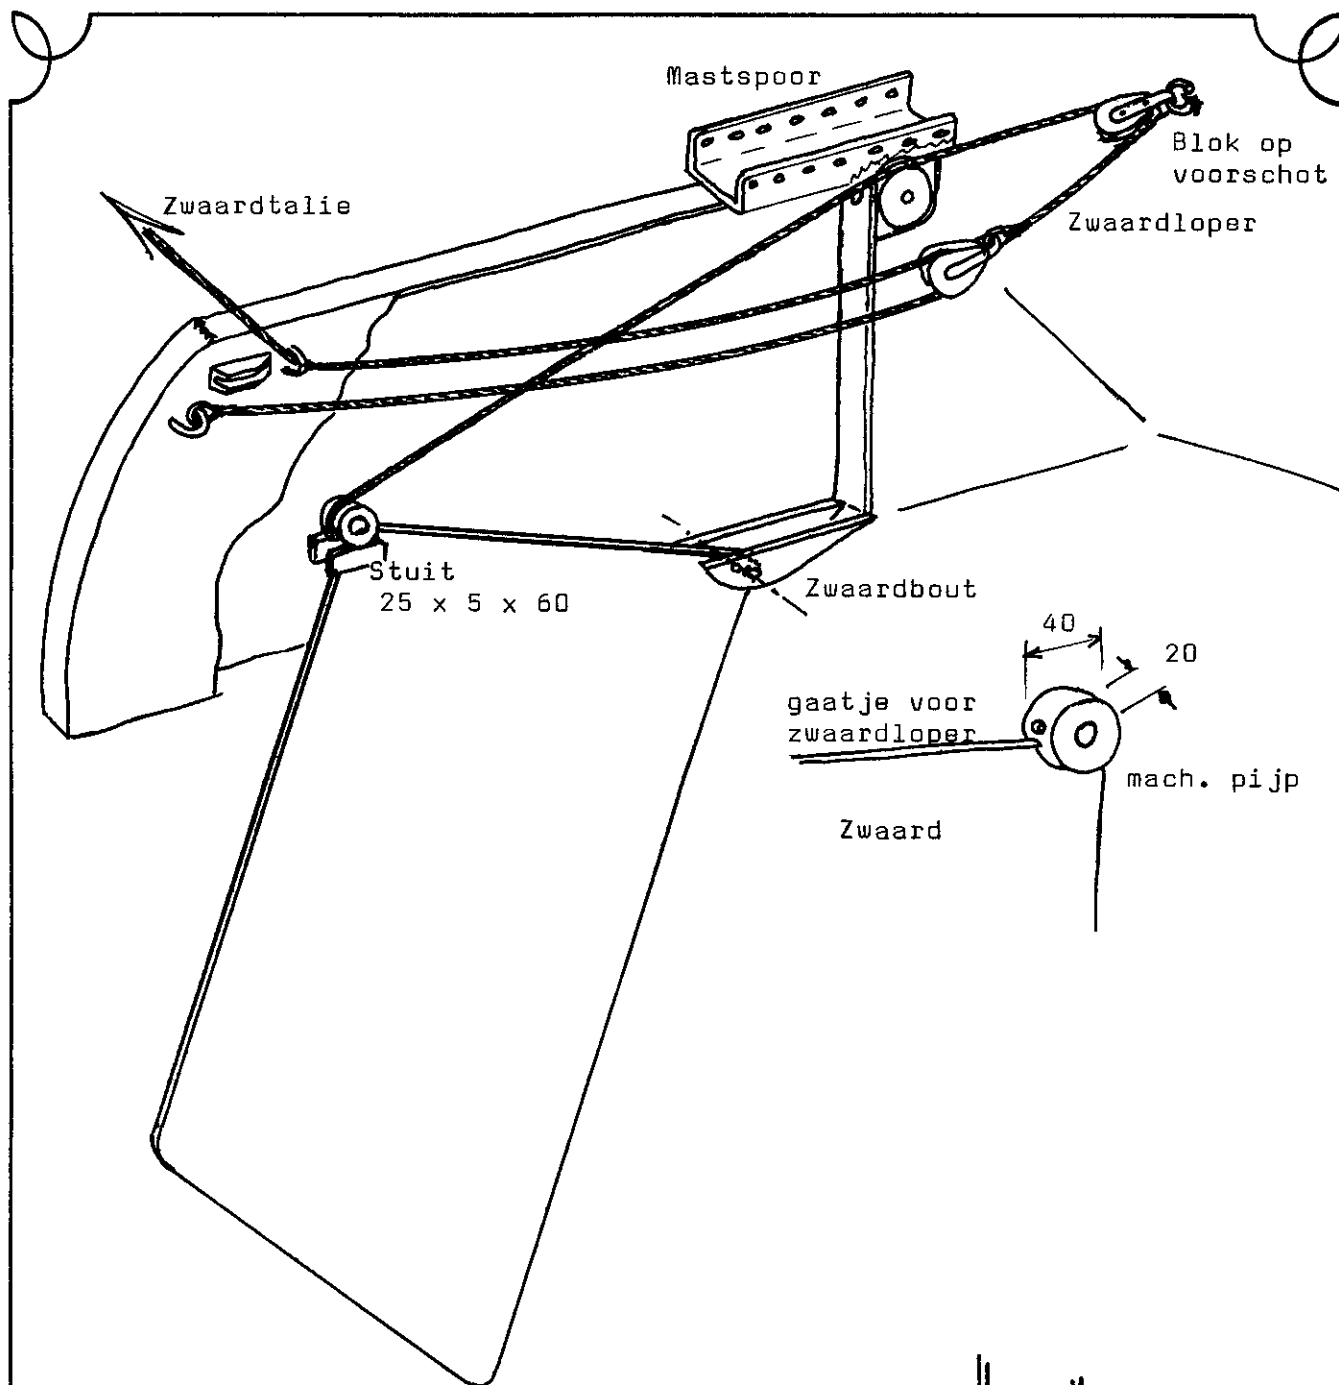 Mastspoor
Blok op
voorschot
Zwaardtalie
Zwaardloper
Stuit
25 x 5 x 60
Zwaardbout
40
20
gaatje voor
zwaardloper
mach. pijp
Zwaard